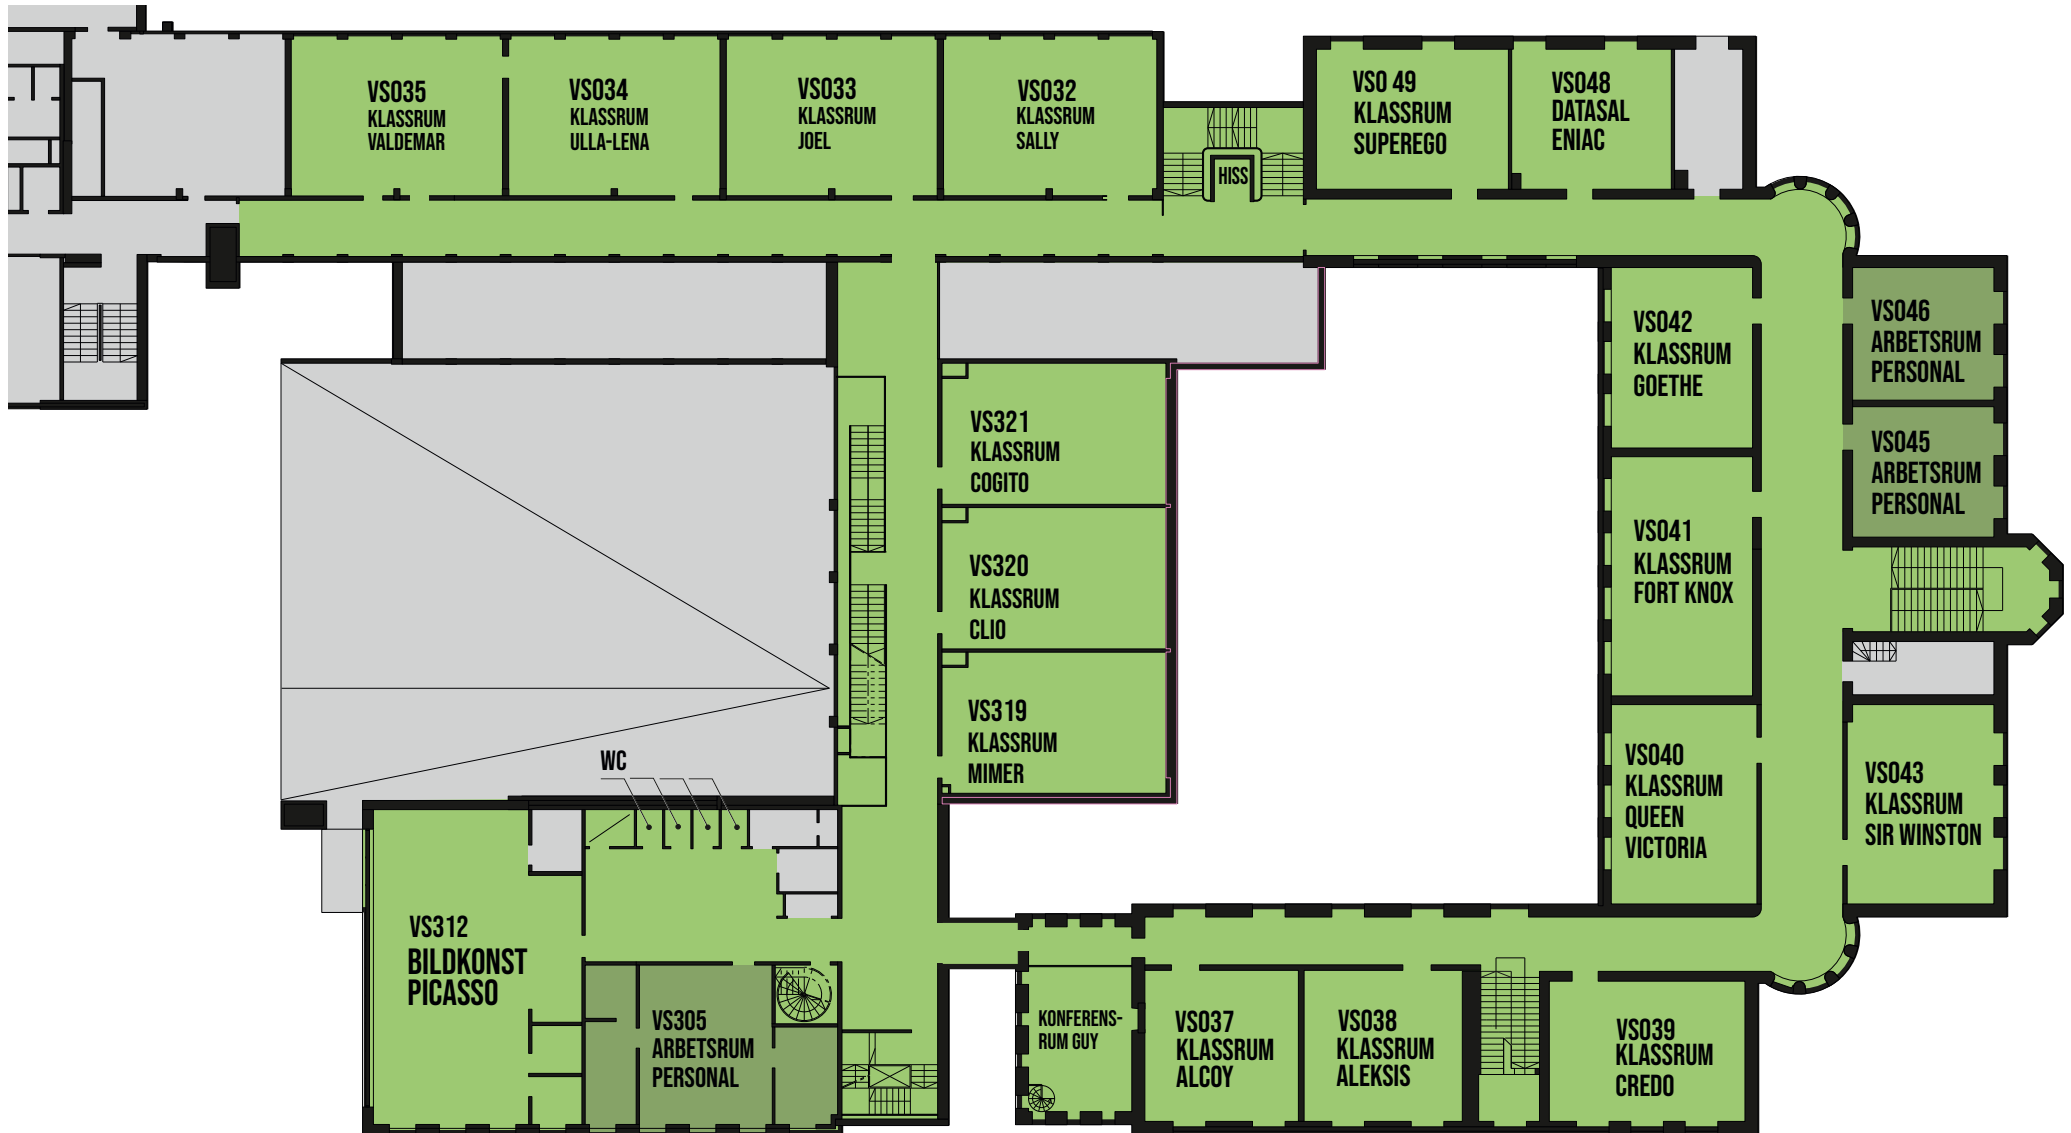 VS035
KLASSRUM
VALDEMAR
VS034
KLASSRUM
ULLA-LENA
VS033
KLASSRUM
JOEL
VS032
KLASSRUM
SALLY
HISS
VS0 49
KLASSRUM
SUPEREGO
VS048
DATASAL
ENIAC
VS042
KLASSRUM
GOETHE
VS046
ARBETSRUM
PERSONAL
VS045
ARBETSRUM
PERSONAL
VS321
KLASSRUM
COGITO
VS320
KLASSRUM
CLIO
VS319
KLASSRUM
MIMER
VS041
KLASSRUM
FORT KNOX
VS040
KLASSRUM
QUEEN
VICTORIA
VS043
KLASSRUM
SIR WINSTON
WC
VS312
BILDKONST
PICASSO
VS305
ARBETSRUM
PERSONAL
KONFERENS-
RUM GUY
VS037
KLASSRUM
ALCOY
VS038
KLASSRUM
ALEKSIS
VS039
KLASSRUM
CREDO